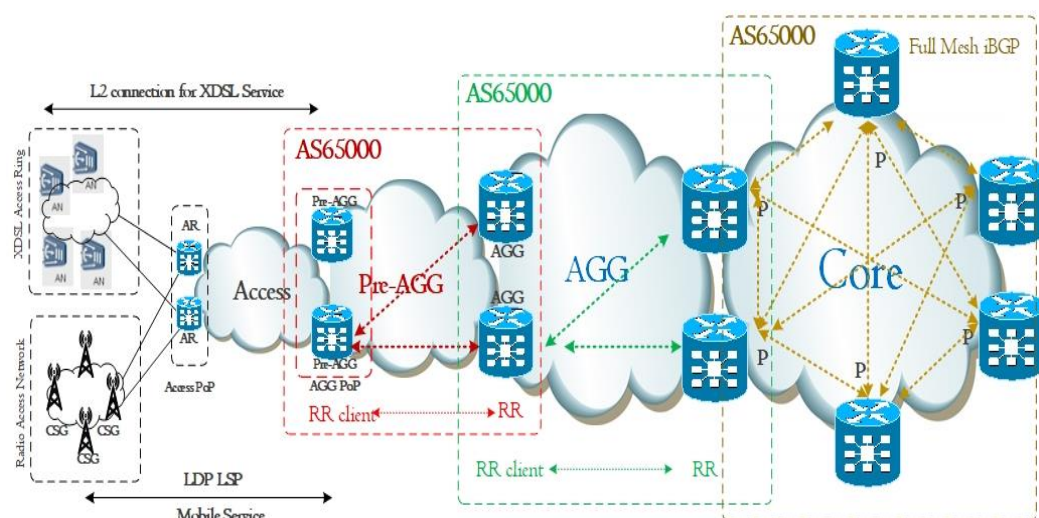 AS65000
Full Mesh iBGP
L2 connection for XDSL Service
AS65000
AS65000
XDSL Access Ring
AN
AN
AN
AN
AR
AR
Access PoP
Access
Pre-AGG
Pre-AGG
AGG PoP
Pre-AGG
AGG
AGG
AGG
Core
P
P
P
P
P
P
RR client
RR
RR client
RR
Radio Access Network
CSG
CSG
CSG
LDP LSP
Mobile Service